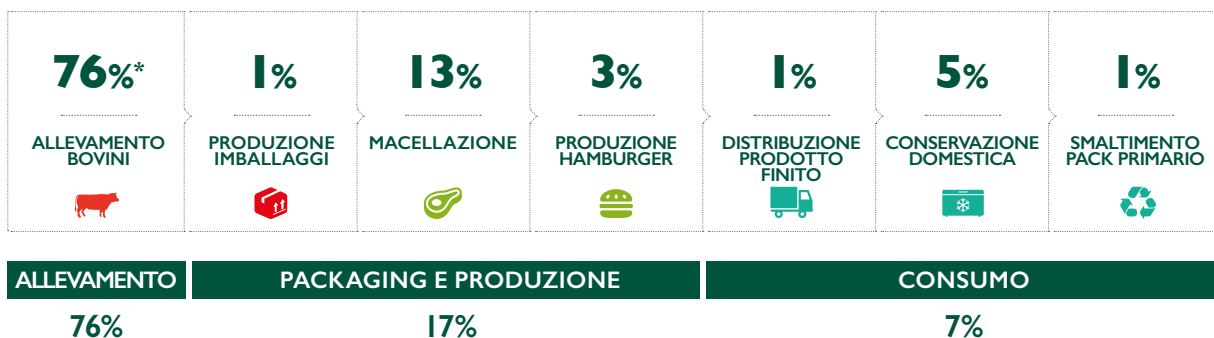 76%* 1% 13% 3% 1% 5% 1%
ALLEVAMENTO BOVINI
PRODUZIONE IMBALLAGGI
MACELLAZIONE
PRODUZIONE HAMBURGER
DISTRIBUZIONE PRODOTTO FINITO
CONSERVAZIONE DOMESTICA
SMALTIMENTO PACK PRIMARIO
ALLEVAMENTO PACKAGING E PRODUZIONE CONSUMO
76% 17% 7%